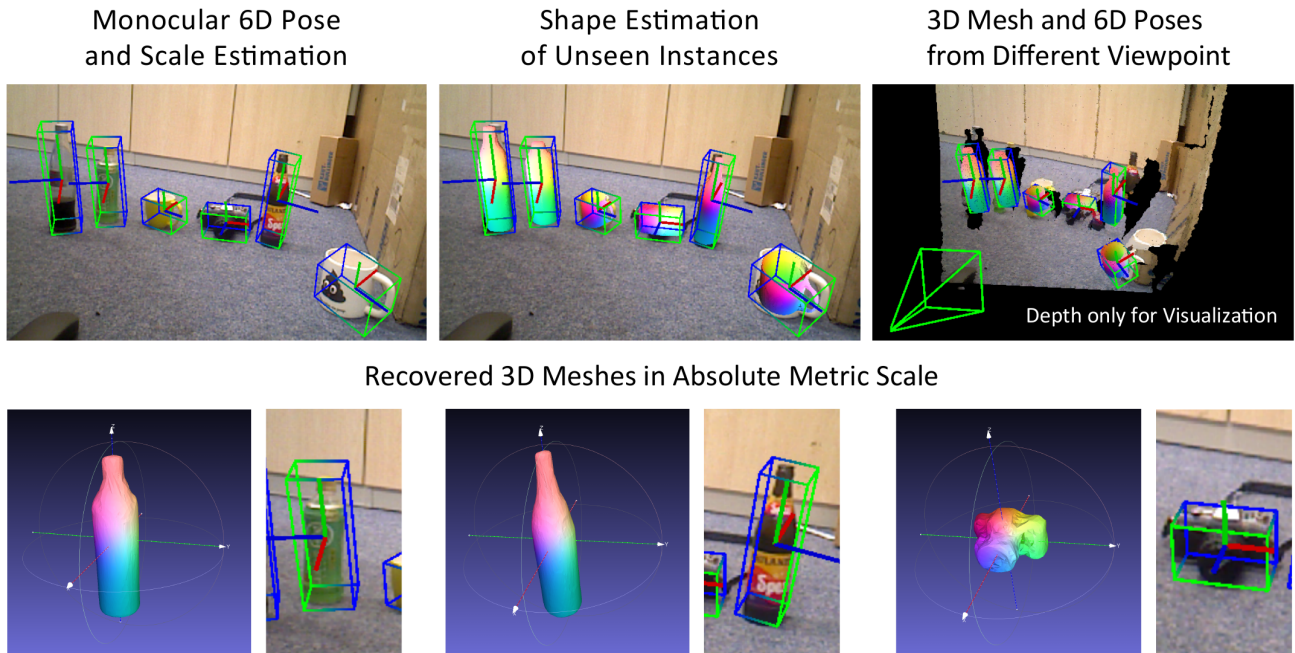 Monocular 6D Pose
and Scale Estimation
Shape Estimation
of Unseen Instances
3D Mesh and 6D Poses
from Different Viewpoint
Depth only for Visualization
Recovered 3D Meshes in Absolute Metric Scale